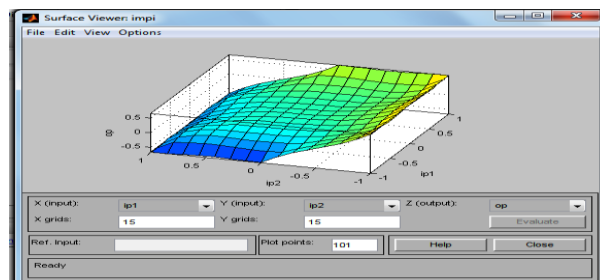 Surface Viewer: impi
File Edit View Options
0.5
0
-0.5
op
1
0.5
0
-0.5
-1
ip2
-1
-0.5
0
0.5
1
ip1
X (input): ip1 Y (input): ip2 Z (output): op
X grids: 15 Y grids: 15 Evaluate
Ref. Input: Plot points: 101 Help Close
Ready